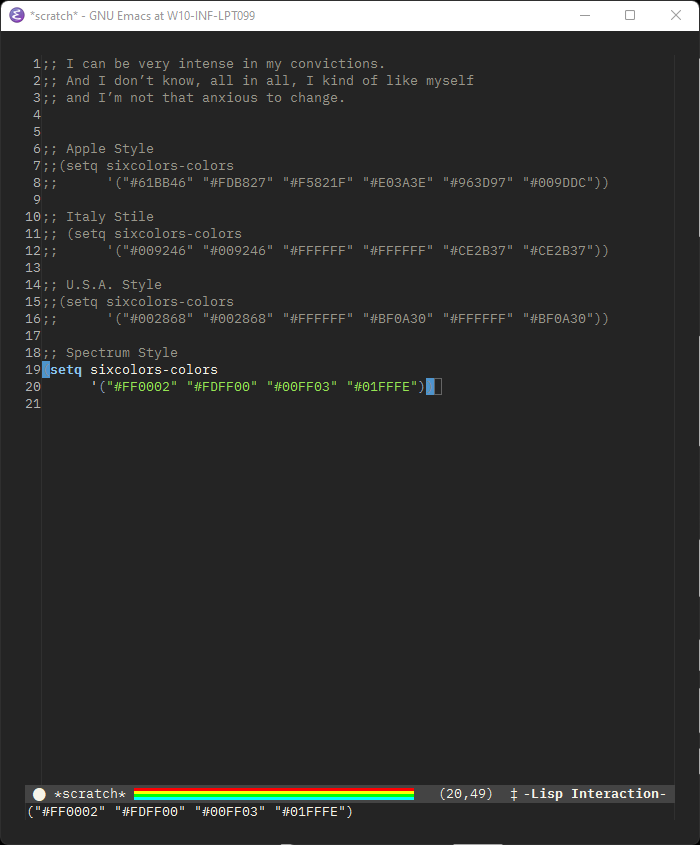 *scratch* - GNU Emacs at W10-INF-LPT099
1;; I can be very intense in my convictions.
2;; And I don’t know, all in all, I kind of like myself
3;; and I’m not that anxious to change.
4
5
6;; Apple Style
7;;(setq sixcolors-colors
8;;      '("#61BB46" "#FDB827" "#F5821F" "#E03A3E" "#963D97" "#009DDC"))
9
10;; Italy Stile
11;; (setq sixcolors-colors
12;;      '("#009246" "#009246" "#FFFFFF" "#FFFFFF" "#CE2B37" "#CE2B37"))
13
14;; U.S.A. Style
15;;(setq sixcolors-colors
16;;      '("#002868" "#002868" "#FFFFFF" "#BF0A30" "#FFFFFF" "#BF0A30"))
17
18;; Spectrum Style
19(setq sixcolors-colors
20      '("#FF0002" "#FDFF00" "#00FF03" "#01FFFE"))
21
*scratch* (20,49) ‡ -Lisp Interaction-
("#FF0002" "#FDFF00" "#00FF03" "#01FFFE")